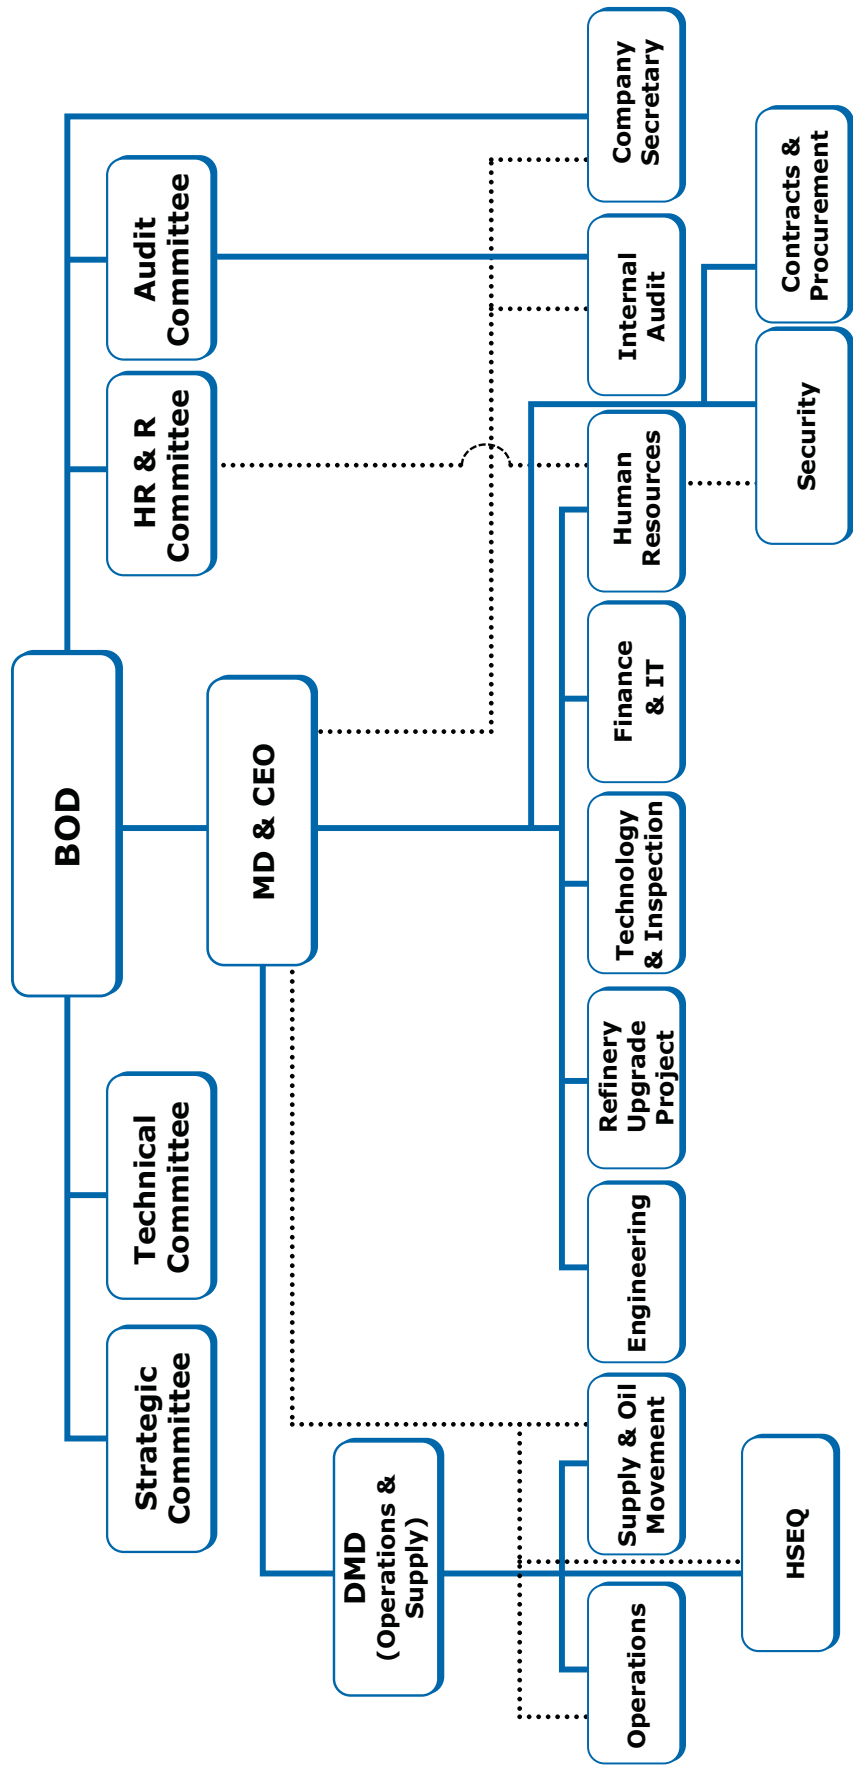 BOD
Strategic
Committee
Technical
Committee
HR & R
Committee
Audit
Committee
MD & CEO
DMD
(Operations &
Supply)
Operations
Supply & Oil
Movement
Engineering
Refinery
Upgrade
Project
Technology
& Inspection
Finance
& IT
Human
Resources
Internal
Audit
Company
Secretary
HSEQ
Security
Contracts &
Procurement